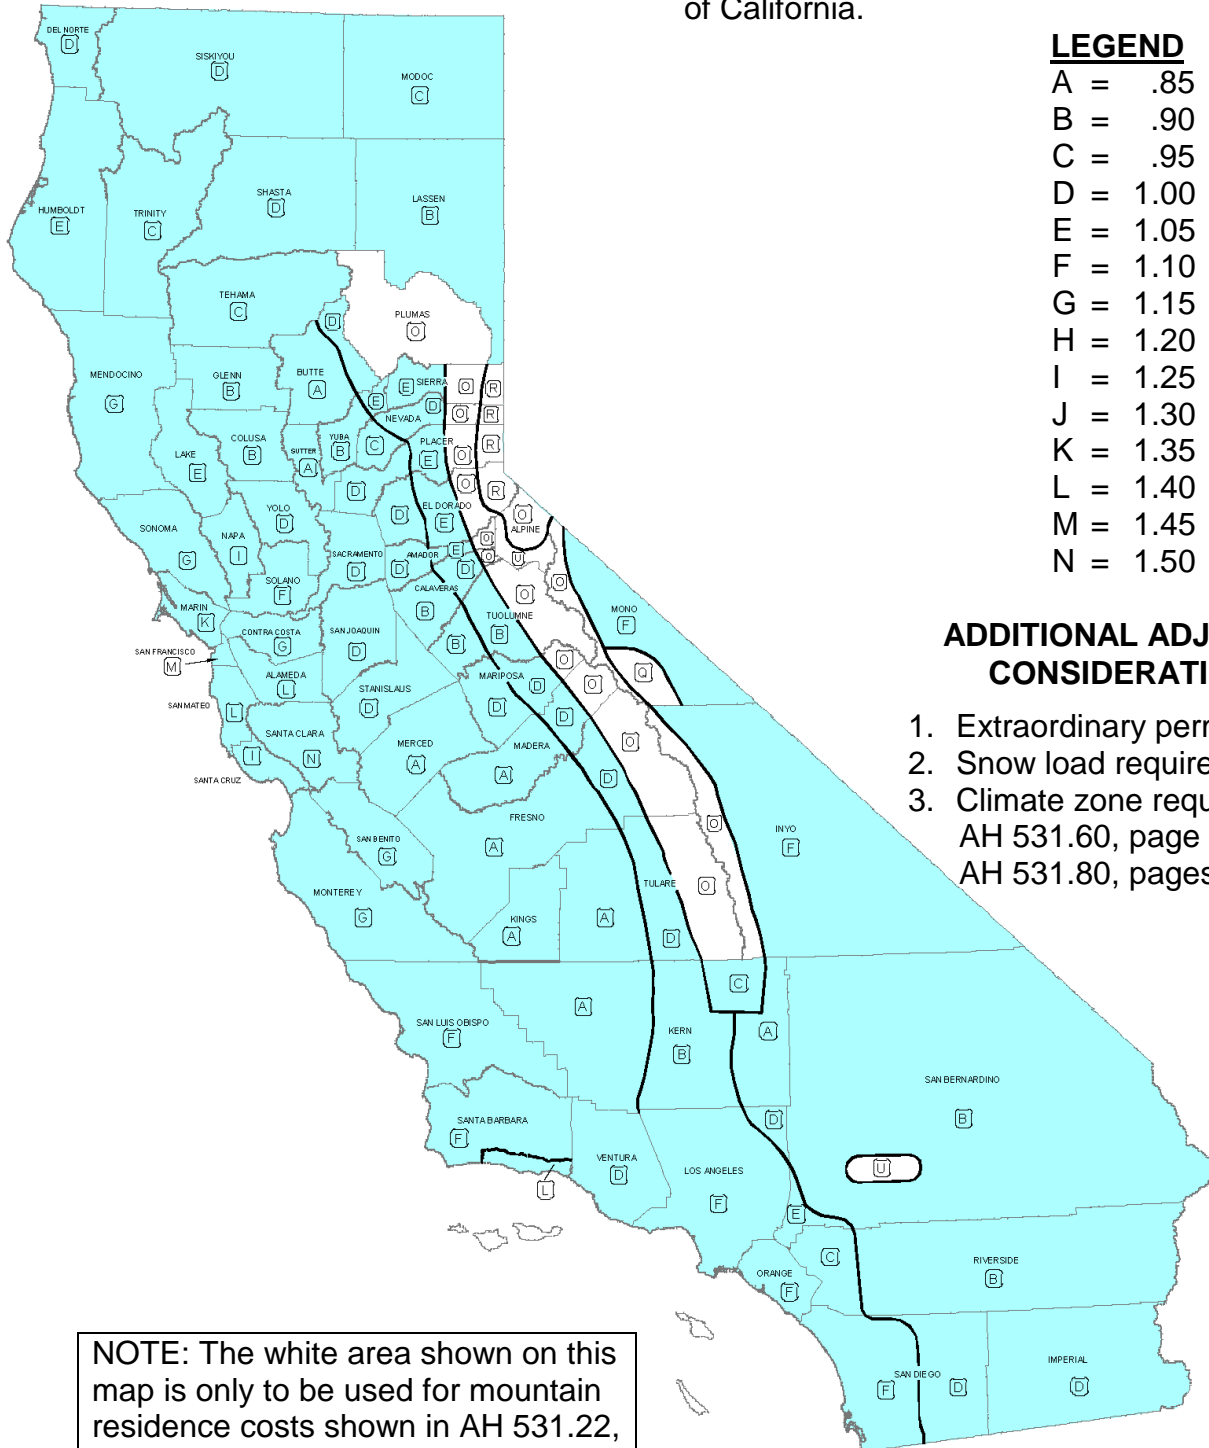 of California.
LEGEND
A = .85
B = .90
C = .95
D = 1.00
E = 1.05
F = 1.10
G = 1.15
H = 1.20
I = 1.25
J = 1.30
K = 1.35
L = 1.40
M = 1.45
N = 1.50
ADDITIONAL ADJ
CONSIDERATI
1. Extraordinary perr
2. Snow load require
3. Climate zone requ
AH 531.60, page
AH 531.80, pages
DEL NORTE
D
SISKIYOU
D
MODOC
C
HUMBOLDT
E
TRINITY
C
SHASTA
D
LASSEN
B
TEHAMA
C
D
PLUMAS
O
MENDOCINO
G
GLENN
B
BUTTE
A
E
E SIERRA
O
R
D
O
R
NEVADA
LAKE
E
COLUSA
B
SUTTER
A
YUBA
B
C
PLACER
E
O
R
D
O
R
SONOMA
G
NAPA
I
YOLO
D
D
EL DORADO
E
O
ALPINE
SOLANO
F
SACRAMENTO
D
AMADOR
D
E
D
O
O
U
MARIN
K
CALAVERAS
B
O
O
MONO
F
SAN FRANCISCO
M
CONTRA COSTA
G
SAN JOAQUIN
D
B
TUOLUMNE
B
ALAMEDA
L
STANISLAUS
D
MARIPOSA
D
D
O
O
Q
SAN MATEO
L
SANTA CLARA
N
MERCED
A
MADERA
A
D
O
SANTA CRUZ
I
D
FRESNO
A
O
INYO
F
SAN BENITO
G
MONTEREY
G
KINGS
A
A
TULARE
D
O
A
C
SAN LUIS OBISPO
F
KERN
B
A
SAN BERNARDINO
B
SANTA BARBARA
F
L
VENTURA
D
LOS ANGELES
F
D
U
E
C
ORANGE
F
RIVERSIDE
B
SAN DIEGO
F
D
IMPERIAL
D
NOTE: The white area shown on this
map is only to be used for mountain
residence costs shown in AH 531.22,